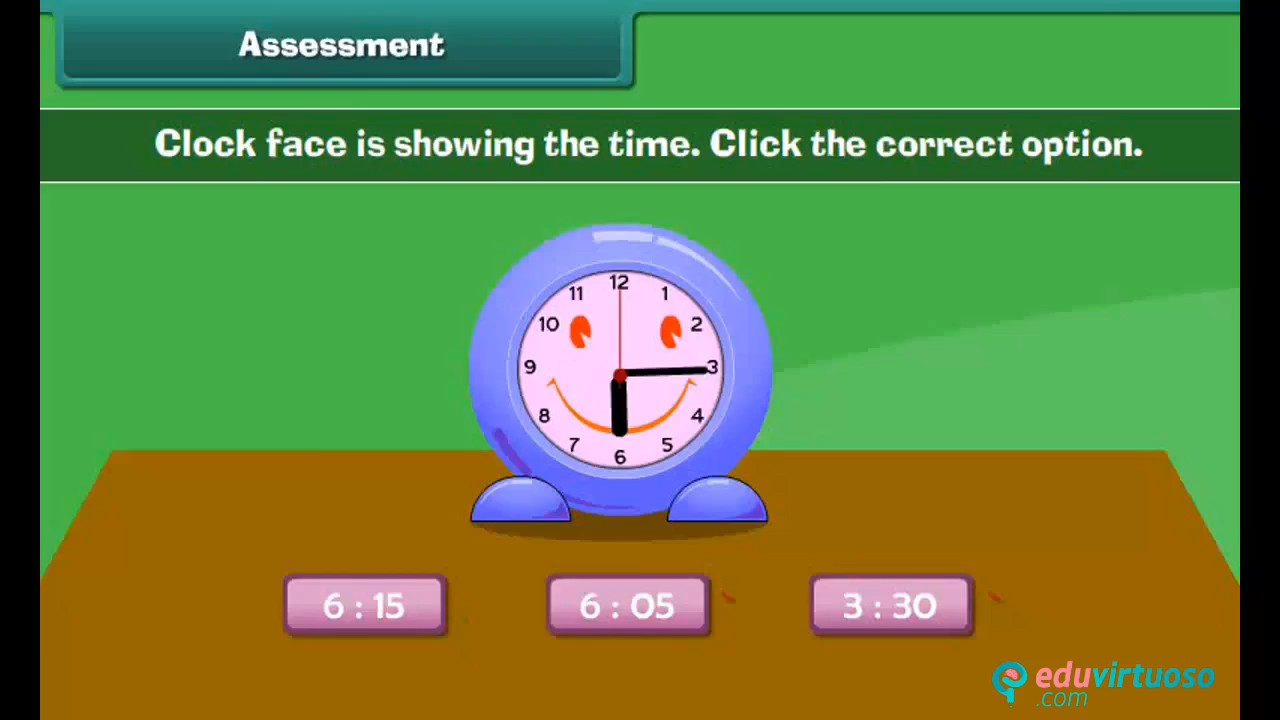 Assessment
Clock face is showing the time. Click the correct option.
12
11 1
10 2
9 3
8 4
7 5
6
6 : 15 6 : 05 3 : 30
eduvirtuoso
.com